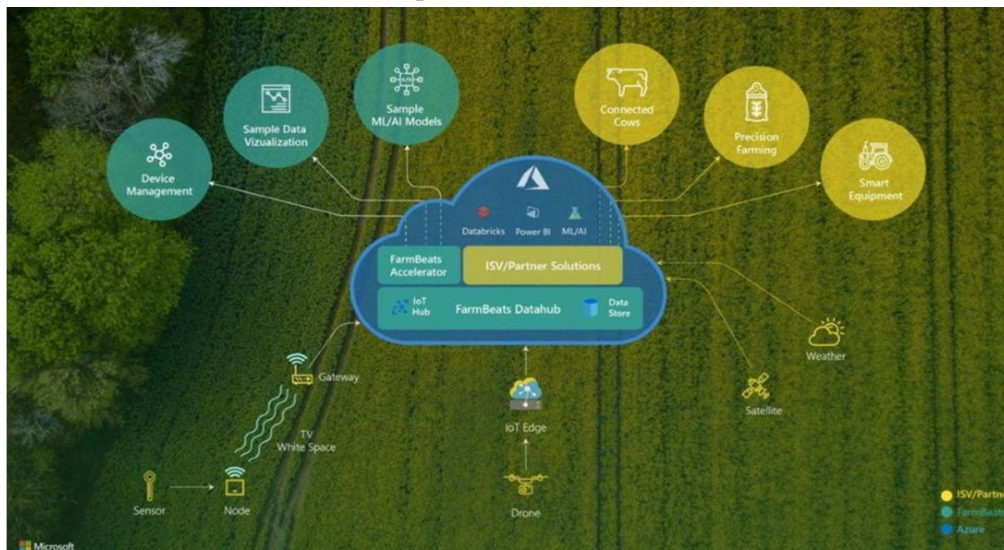 Sample
ML/AI Models
Connected
Cows
Sample Data
Vizualization
Precision
Farming
Device
Management
Smart
Equipment
Databricks
Power BI
ML/AI
FarmBeats
Accelerator
ISV/Partner Solutions
IoT
Hub
FarmBeats Datahub
Data
Store
Weather
Gateway
Satellite
IoT Edge
TV
White Space
Sensor
Node
Drone
ISV/Partne
FarmBeats
Azure
Microsoft